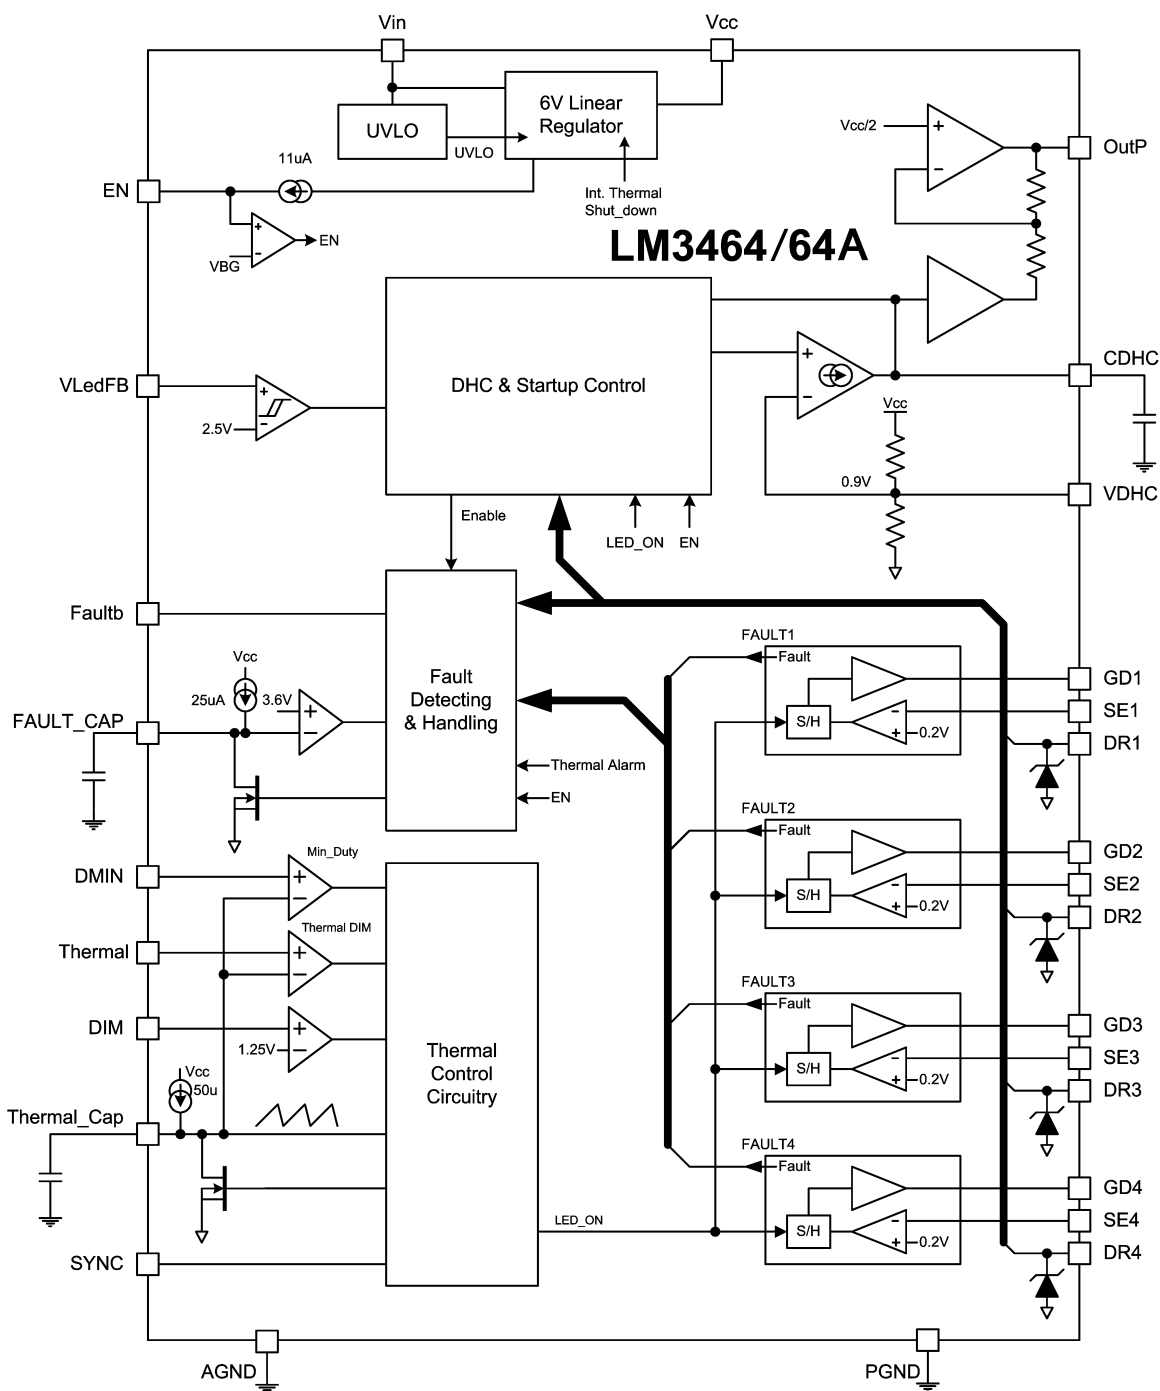 Vin
Vcc
UVLO
UVLO
6V Linear
Regulator
Int. Thermal
Shut_down
11uA
EN
+
-
EN
VBG
LM3464/64A
Vcc/2
+
-
OutP
VLedFB
+
-
2.5V
DHC & Startup Control
+
-
CDHC
Vcc
0.9V
VDHC
Enable
LED_ON
EN
Faultb
Vcc
25uA
3.6V
+
-
FAULT_CAP
Fault
Detecting
& Handling
Thermal Alarm
EN
FAULT1
Fault
S/H
-
+
0.2V
GD1
SE1
DR1
FAULT2
Fault
S/H
-
+
0.2V
GD2
SE2
DR2
FAULT3
Fault
S/H
-
+
0.2V
GD3
SE3
DR3
FAULT4
Fault
S/H
-
+
0.2V
GD4
SE4
DR4
DMIN
Min_Duty
+
-
Thermal
Thermal DIM
+
-
DIM
+
-
1.25V
Vcc
50u
Thermal_Cap
Thermal
Control
Circuitry
LED_ON
SYNC
AGND
PGND